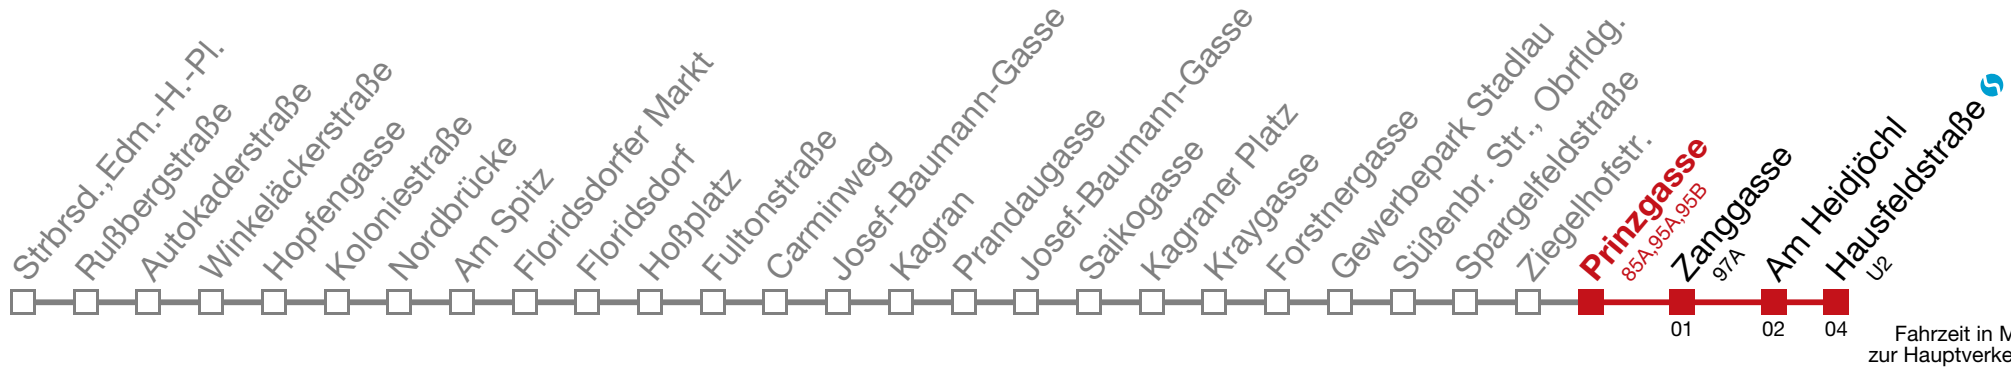 Strbrsd.,Edm.-H.-Pl.
Rußbergstraße
Autokaderstraße
Winkeläckerstraße
Hopfengasse
Koloniestraße
Nordbrücke
Am Spitz
Floridsdorfer Markt
Floridsdorf
Hoßplatz
Fultonstraße
Carminweg
Josef-Baumann-Gasse
Kagran
Prandaugasse
Josef-Baumann-Gasse
Saikogasse
Kagraner Platz
Kraygasse
Forstnergasse
Gewerbepark Stadlau
Süßenbr. Str., Obrfldg.
Spargelfeldstraße
Ziegelhofstr.
Prinzgasse
85A,95A,95B
Zanggasse
97A
Am Heidjöchl
Hausfeldstraße
U2
01
02
04
Fahrzeit in
zur